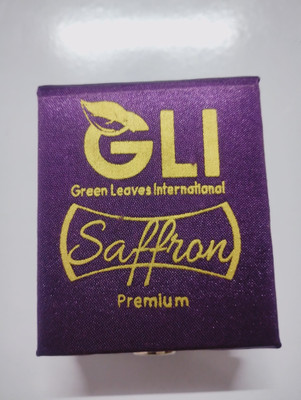 GLI
Green Leaves International
Saffron
Premium